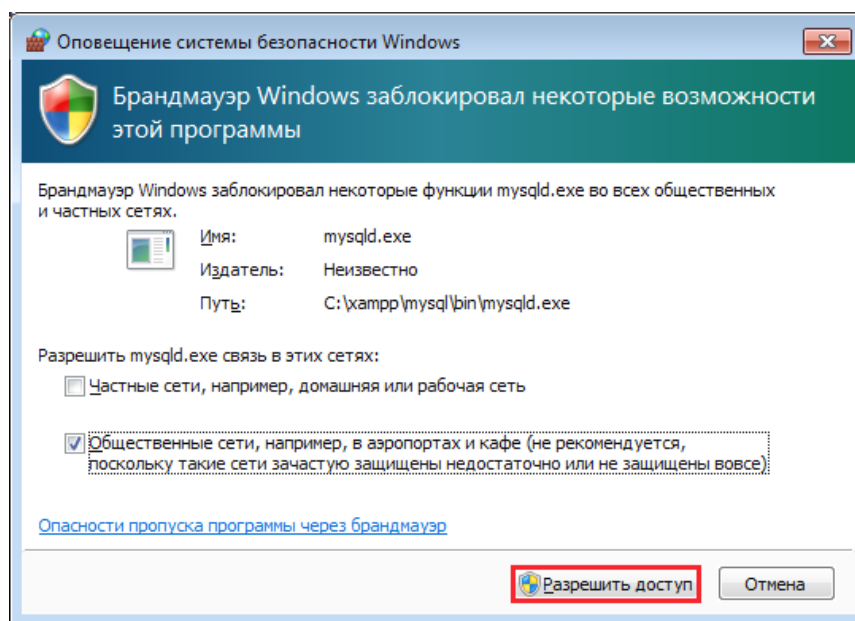 Оповещение системы безопасности Windows
Брандмауэр Windows заблокировал некоторые возможности
этой программы
Брандмауэр Windows заблокировал некоторые функции mysqld.exe во всех общественных
и частных сетях.
Имя: mysqld.exe
Издатель: Неизвестно
Путь: C:\xampp\mysql\bin\mysqld.exe
Разрешить mysqld.exe связь в этих сетях:
Частные сети, например, домашняя или рабочая сеть
Общественные сети, например, в аэропортах и кафе (не рекомендуется,
поскольку такие сети зачастую защищены недостаточно или не защищены вовсе)
Опасности пропуска программы через брандмауэр
Разрешить доступ Отмена